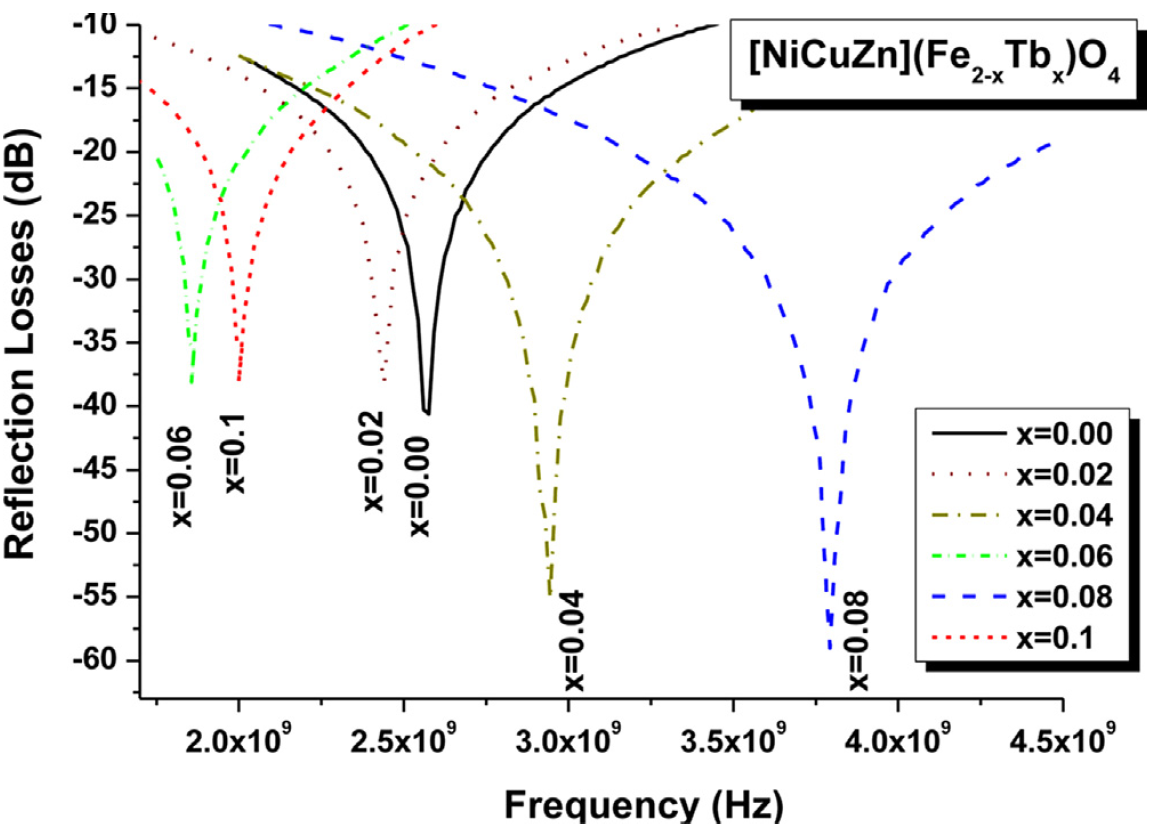 [NiCuZn](Fe2-xTbx)O4
Reflection Losses (dB)
-10
-15
-20
-25
-30
-35
-40
-45
-50
-55
-60
x=0.06
x=0.1
x=0.02
x=0.00
x=0.04
x=0.08
x=0.00
x=0.02
x=0.04
x=0.06
x=0.08
x=0.1
2.0x10⁹ 2.5x10⁹ 3.0x10⁹ 3.5x10⁹ 4.0x10⁹ 4.5x10⁹
Frequency (Hz)